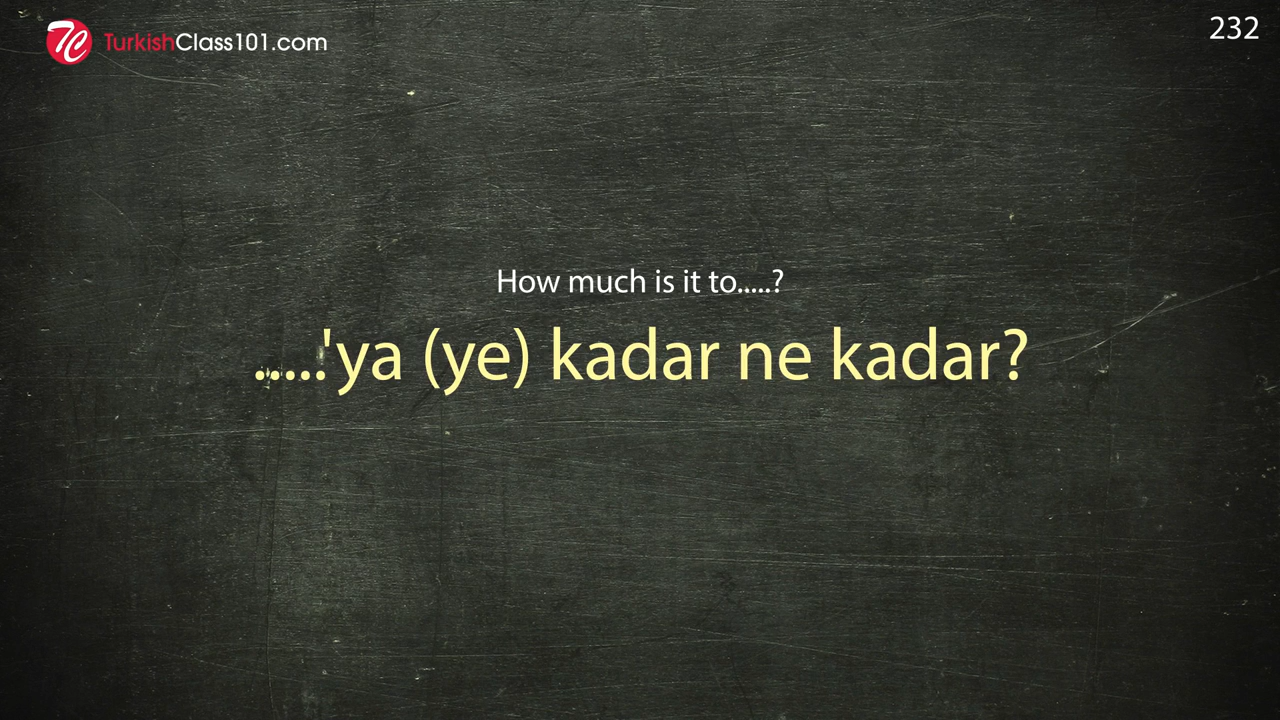 TurkishClass101.com
232
How much is it to.....?
.....'ya (ye) kadar ne kadar?